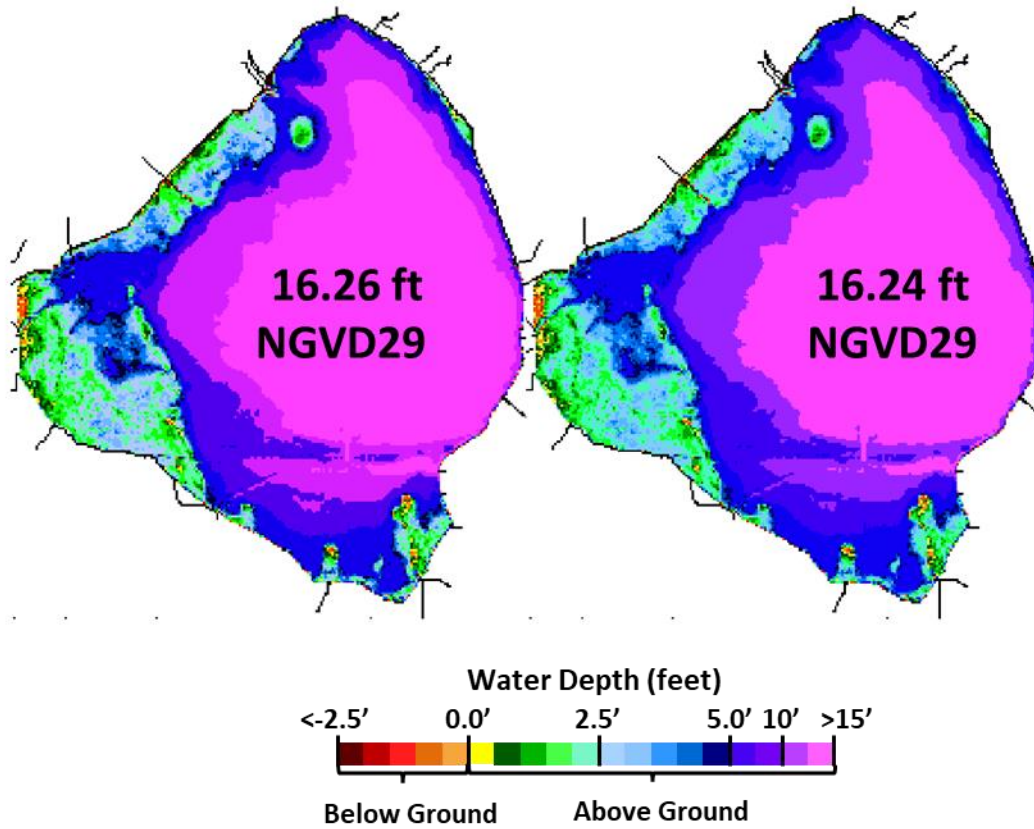 16.26 ft
NGVD29
16.24 ft
NGVD29
Water Depth (feet)
<-2.5’ 0.0’ 2.5’ 5.0’ 10’ >15’
Below Ground Above Ground